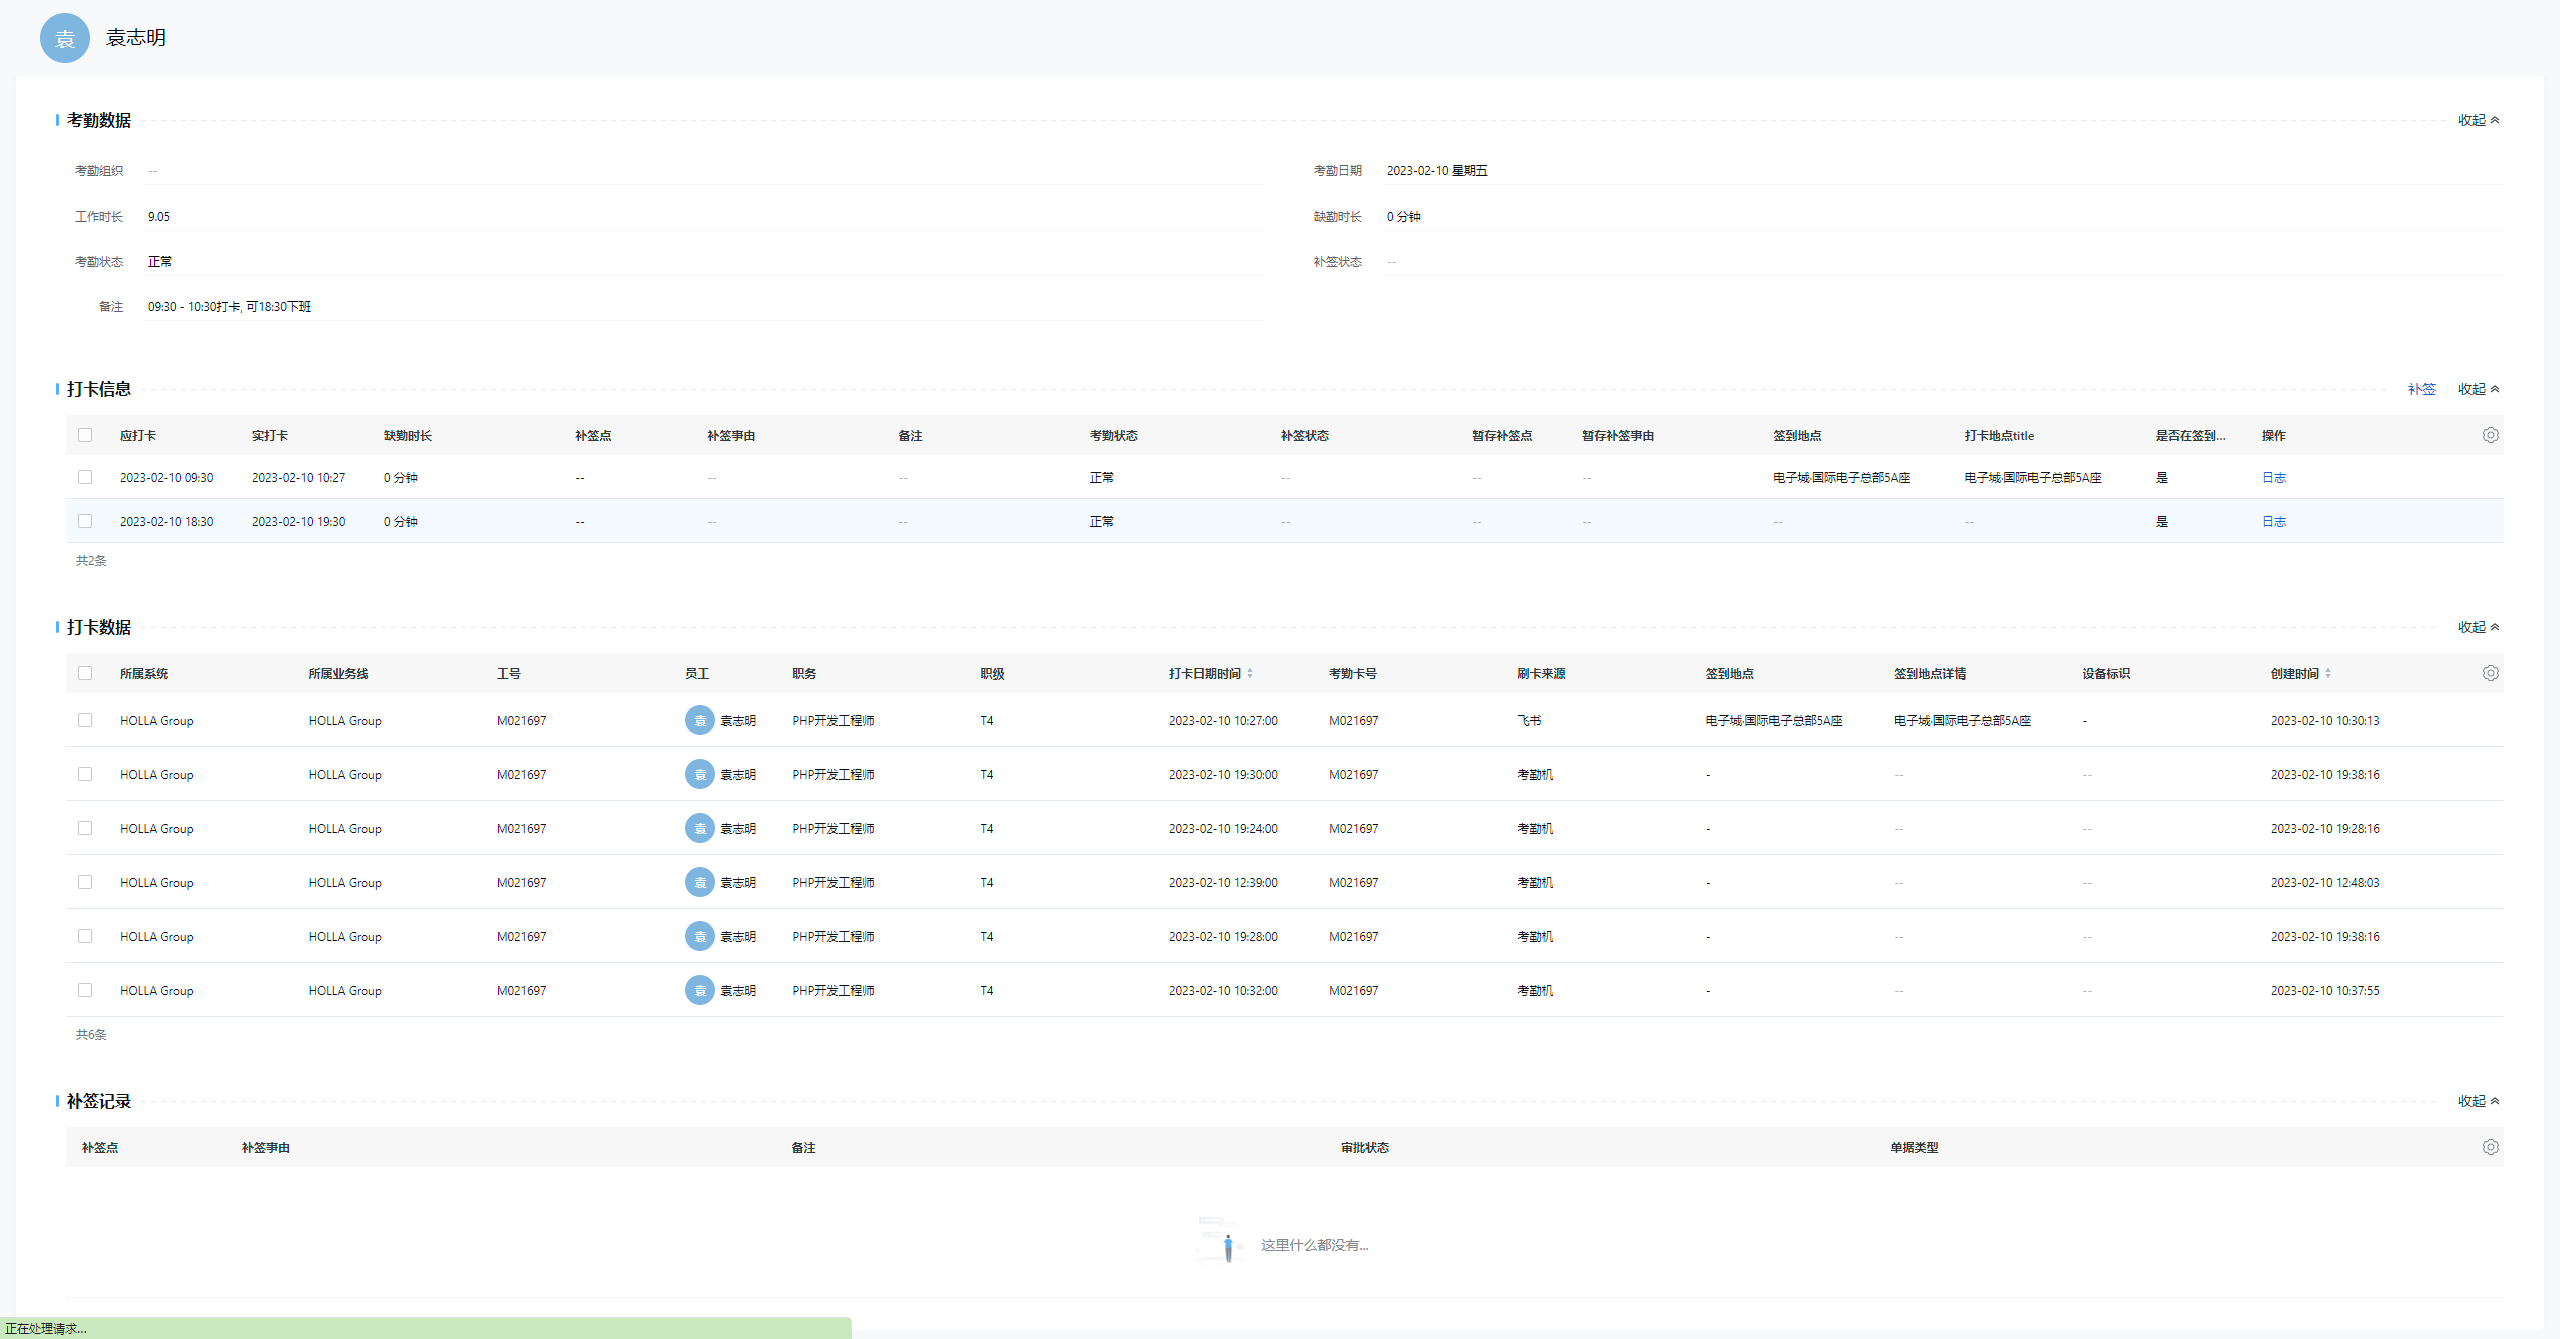 袁 袁志明
考勤数据 收起
考勤组织 -- 考勤日期 2023-02-10 星期五
工作时长 9.05 缺勤时长 0 分钟
考勤状态 正常 补签状态 --
备注 09:30 - 10:30打卡, 可18:30下班
打卡信息 补签 收起
应打卡 实打卡 缺勤时长 补签点 补签事由 备注 考勤状态 补签状态 暂存补签点 暂存补签事由 签到地点 打卡地点title 是否在签到... 操作
2023-02-10 09:30 2023-02-10 10:27 0 分钟 -- -- -- 正常 -- -- -- 电子城·国际电子总部5A座 电子城·国际电子总部5A座 是 日志
2023-02-10 18:30 2023-02-10 19:30 0 分钟 -- -- -- 正常 -- -- -- -- -- 是 日志
共2条
打卡数据 收起
所属系统 所属业务线 工号 员工 职务 职级 打卡日期时间 考勤卡号 刷卡来源 签到地点 签到地点详情 设备标识 创建时间
HOLLA Group HOLLA Group M021697 袁 袁志明 PHP开发工程师 T4 2023-02-10 10:27:00 M021697 飞书 电子城·国际电子总部5A座 电子城·国际电子总部5A座 - 2023-02-10 10:30:13
HOLLA Group HOLLA Group M021697 袁 袁志明 PHP开发工程师 T4 2023-02-10 19:30:00 M021697 考勤机 - -- -- 2023-02-10 19:38:16
HOLLA Group HOLLA Group M021697 袁 袁志明 PHP开发工程师 T4 2023-02-10 19:24:00 M021697 考勤机 - -- -- 2023-02-10 19:28:16
HOLLA Group HOLLA Group M021697 袁 袁志明 PHP开发工程师 T4 2023-02-10 12:39:00 M021697 考勤机 - -- -- 2023-02-10 12:48:03
HOLLA Group HOLLA Group M021697 袁 袁志明 PHP开发工程师 T4 2023-02-10 19:28:00 M021697 考勤机 - -- -- 2023-02-10 19:38:16
HOLLA Group HOLLA Group M021697 袁 袁志明 PHP开发工程师 T4 2023-02-10 10:32:00 M021697 考勤机 - -- -- 2023-02-10 10:37:55
共6条
补签记录 收起
补签点 补签事由 备注 审批状态 单据类型
这里什么都没有...
正在处理请求...